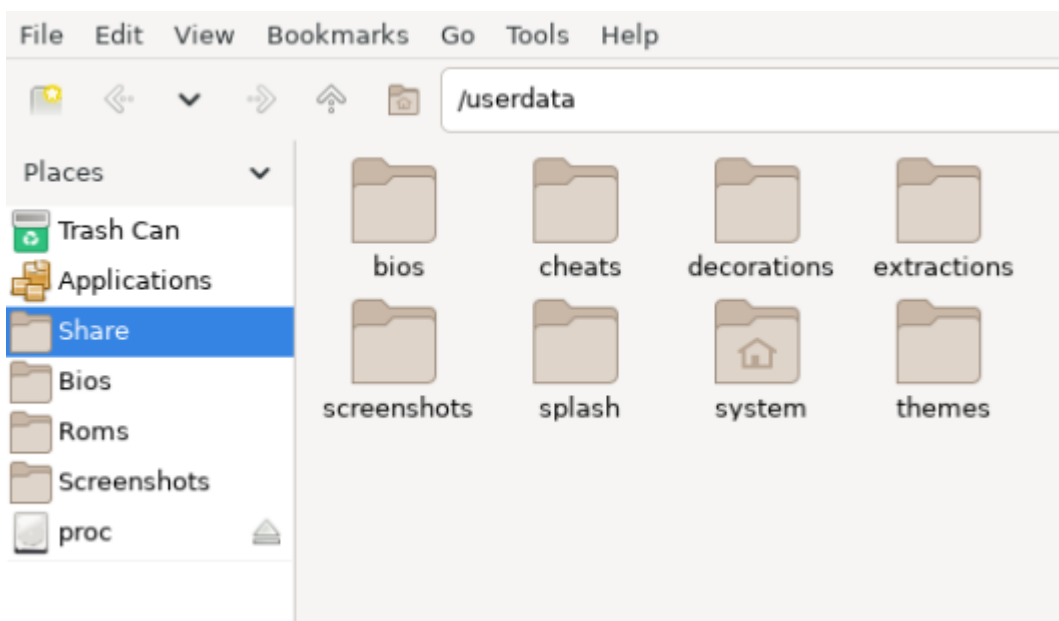 File Edit View Bookmarks Go Tools Help
/userdata
Places
Trash Can
Applications
Share
Bios
Roms
Screenshots
proc
bios cheats decorations extractions
screenshots splash system themes